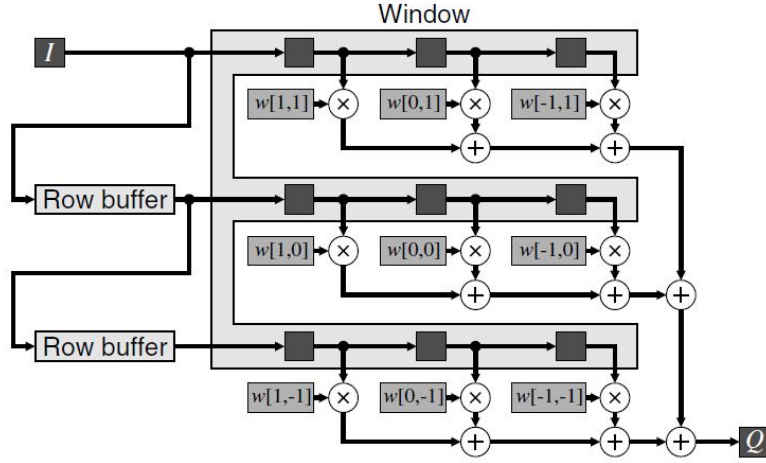 Window
I
w[1,1] × w[0,1] × w[-1,1] ×
+ +
Row buffer
w[1,0] × w[0,0] × w[-1,0] ×
+ + +
Row buffer
w[1,-1] × w[0,-1] × w[-1,-1] ×
+ + + Q